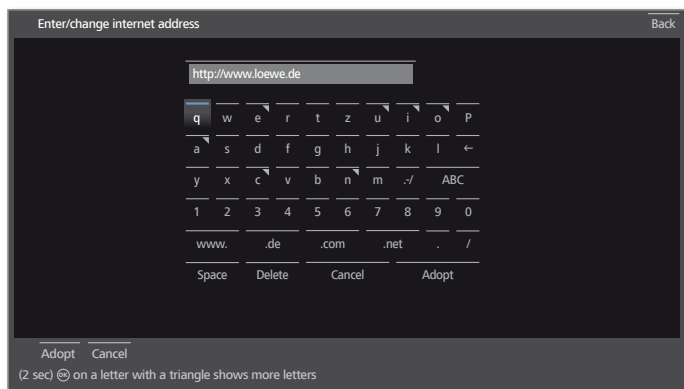 Enter/change internet address Back
http://www.loewe.de
q w e r t z u i o P
a s d f g h j k l ←
y x c v b n m .-/ ABC
1 2 3 4 5 6 7 8 9 0
www. .de .com .net . /
Space Delete Cancel Adopt
Adopt Cancel
(2 sec) OK on a letter with a triangle shows more letters